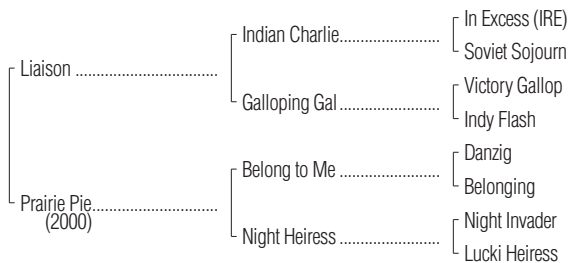 In Excess (IRE)
Indian Charlie..........................
Soviet Sojourn
Liaison .....................................
Victory Gallop
Galloping Gal ..........................
Indy Flash
Danzig
Belong to Me ..........................
Belonging
Prairie Pie.................................
(2000)
Night Invader
Night Heiress ..........................
Lucki Heiress